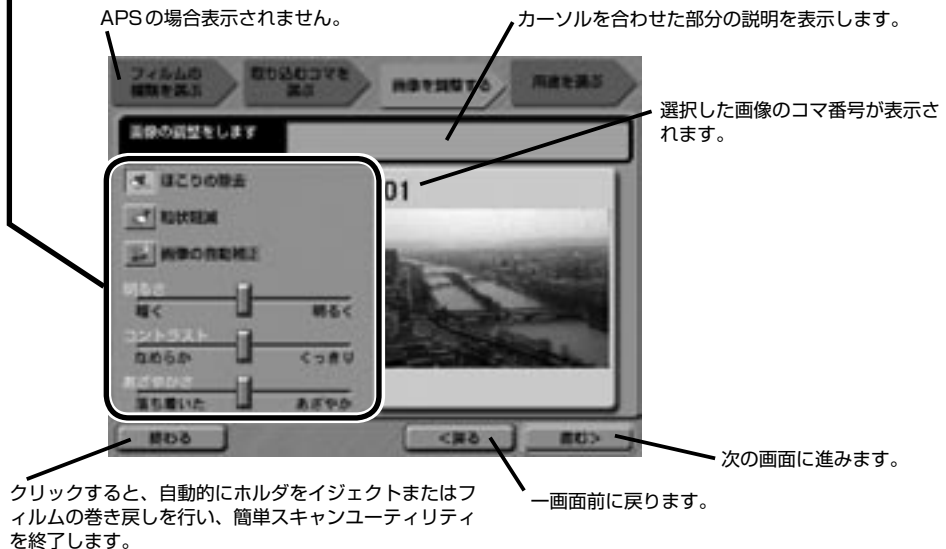 APSの場合表示されません。
カーソルを合わせた部分の説明を表示します。
フィルムの
種類を選ぶ
取り込むコマを
選ぶ
画像を調整する
用途を選ぶ
選択した画像のコマ番号が表示さ
れます。
画像の調整をします
ほこりの除去
01
粒状軽減
画像の自動補正
明るさ
暗く
明るく
コントラスト
なめらか
くっきり
あざやかさ
落ち着いた
あざやか
終わる
<戻る
進む>
次の画面に進みます。
一画面前に戻ります。
クリックすると、自動的にホルダをイジェクトまたはフ
ィルムの巻き戻しを行い、簡単スキャンユーティリティ
を終了します。